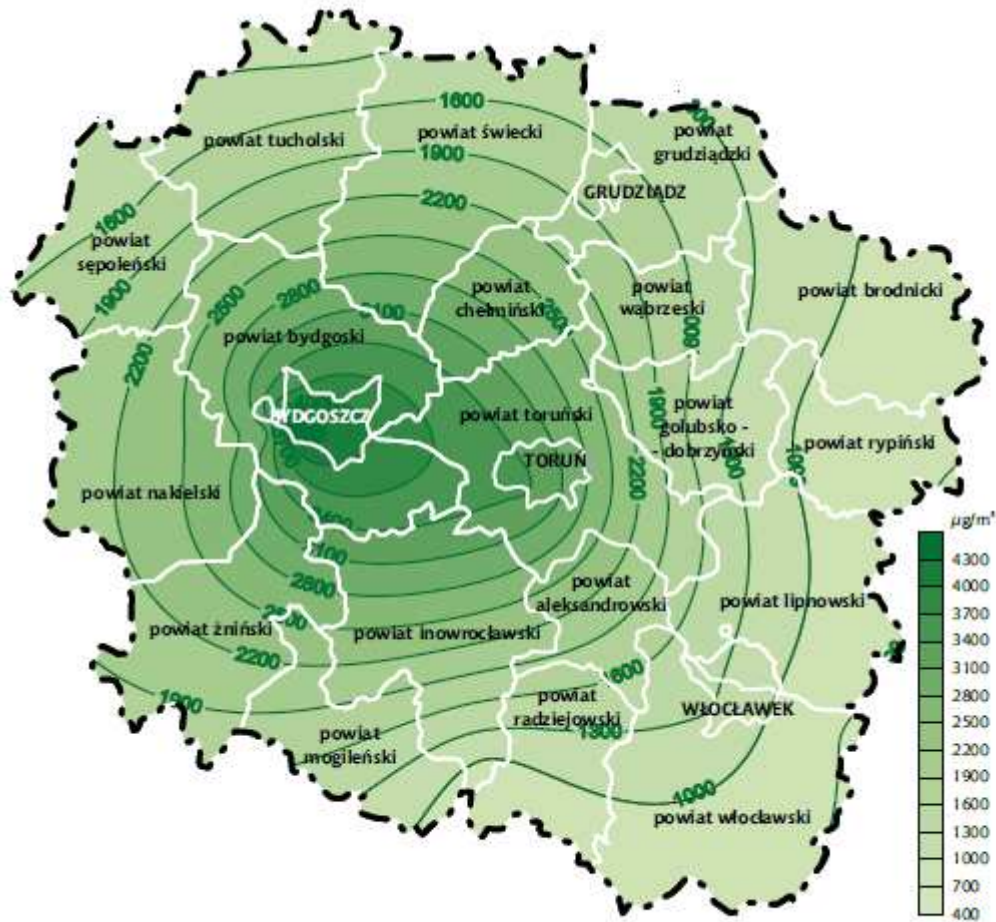 1600
powiat świecki
powiat
grudziądzki
powiat tucholski
1900
GRUDZIĄDZ
2200
1600
powiat
sępoleński
1900
2500
2800
3100
powiat
chełmiński
powiat
wąbrzeski
powiat brodnicki
2200
powiat bydgoski
1900
powiat toruński
powiat
golubsko -
- dobrzyński
powiat rypiński
TORUŃ
2200
powiat nakielski
µg/m³
4300
4000
3700
3400
3100
2800
2500
2200
1900
1600
1300
1000
700
400
2800
powiat
aleksandrowski
powiat lipnowski
powiat żniński
powiat inowrocławski
2200
1600
powiat
radziejowski
WŁOCŁAWEK
1300
powiat
mogileński
1000
powiat włocławski